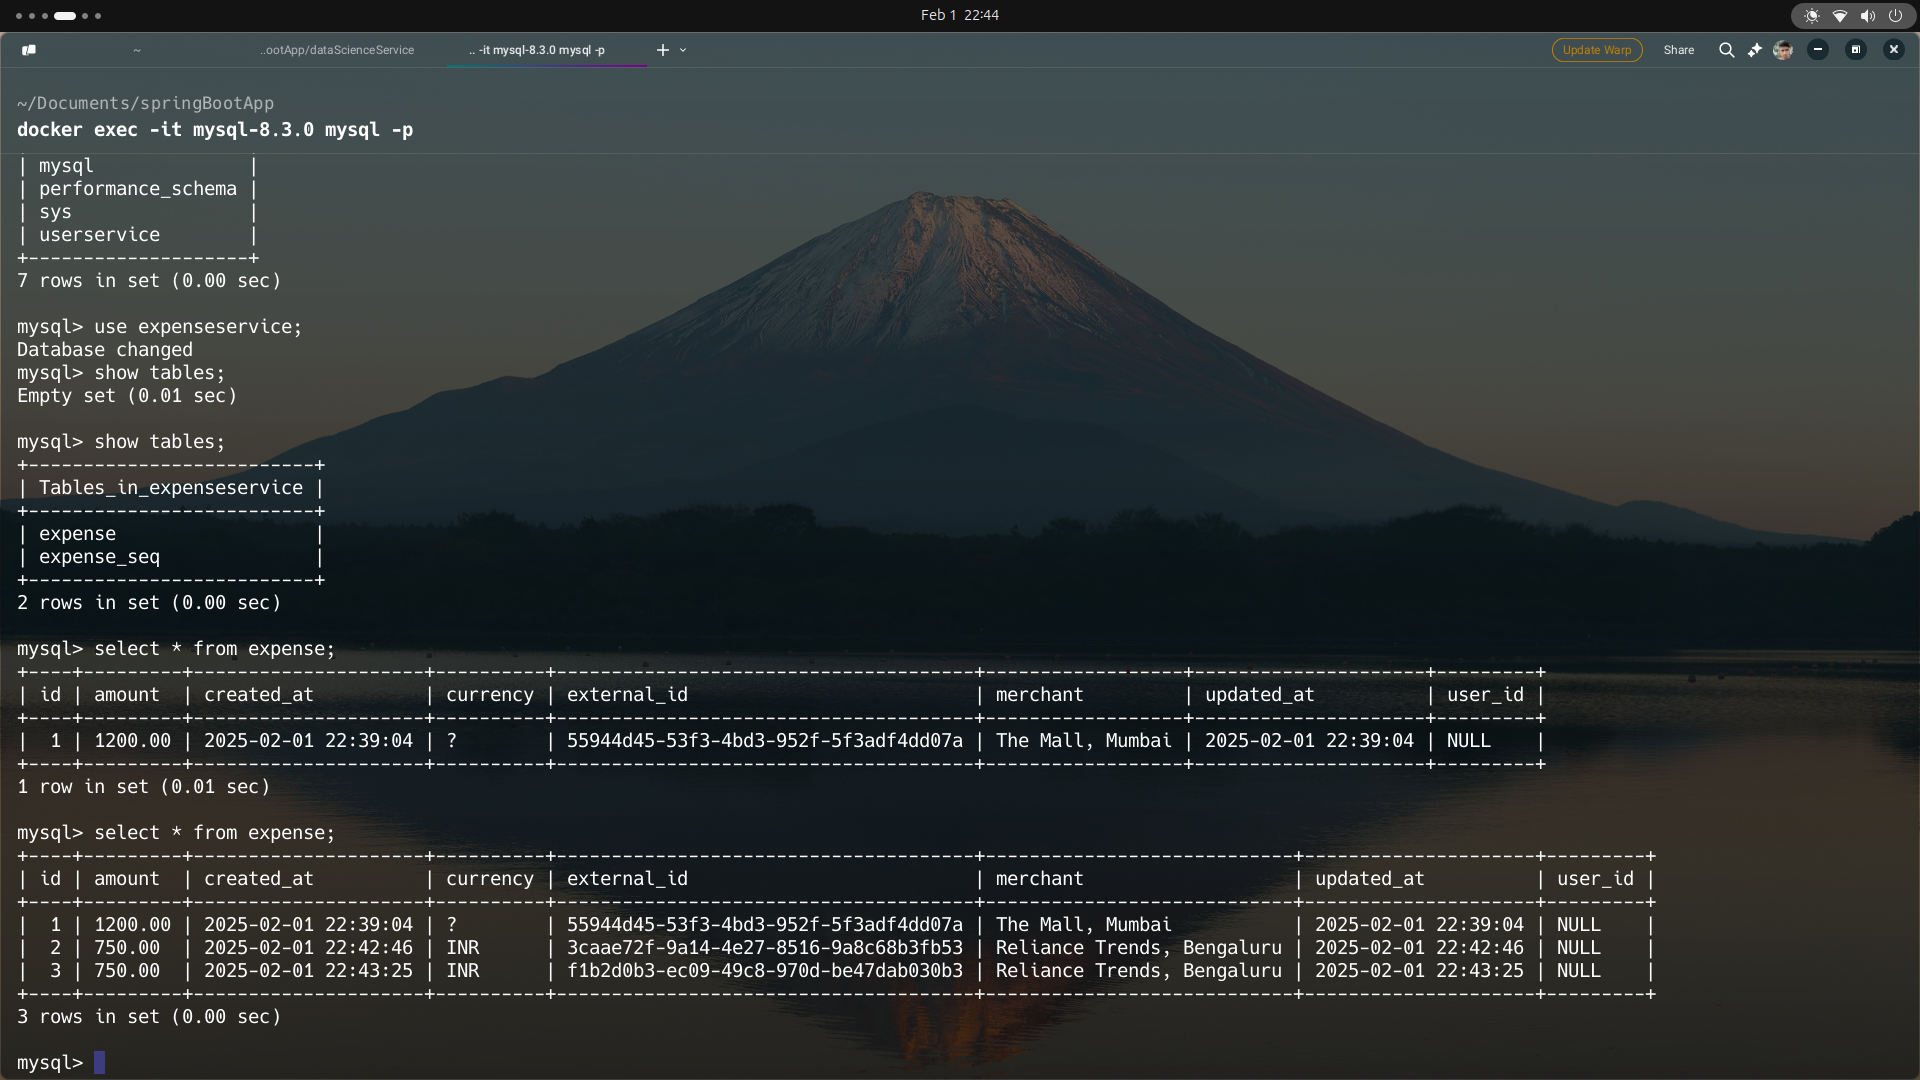 Feb 1 22:44
~
..ootApp/dataScienceService
.. -it mysql-8.3.0 mysql -p
Update Warp
Share
~/Documents/springBootApp
docker exec -it mysql-8.3.0 mysql -p
| mysql              |
| performance_schema |
| sys                |
| userservice        |
+--------------------+
7 rows in set (0.00 sec)
mysql> use expenseservice;
Database changed
mysql> show tables;
Empty set (0.01 sec)
mysql> show tables;
+--------------------------+
| Tables_in_expenseservice |
+--------------------------+
| expense                  |
| expense_seq              |
+--------------------------+
2 rows in set (0.00 sec)
mysql> select * from expense;
+----+---------+---------------------+----------+--------------------------------------+------------------+---------------------+---------+
| id | amount  | created_at          | currency | external_id                          | merchant         | updated_at          | user_id |
+----+---------+---------------------+----------+--------------------------------------+------------------+---------------------+---------+
|  1 | 1200.00 | 2025-02-01 22:39:04 | ?        | 55944d45-53f3-4bd3-952f-5f3adf4dd07a | The Mall, Mumbai | 2025-02-01 22:39:04 | NULL    |
+----+---------+---------------------+----------+--------------------------------------+------------------+---------------------+---------+
1 row in set (0.01 sec)
mysql> select * from expense;
+----+---------+---------------------+----------+--------------------------------------+----------------------------+---------------------+---------+
| id | amount  | created_at          | currency | external_id                          | merchant                   | updated_at          | user_id |
+----+---------+---------------------+----------+--------------------------------------+----------------------------+---------------------+---------+
|  1 | 1200.00 | 2025-02-01 22:39:04 | ?        | 55944d45-53f3-4bd3-952f-5f3adf4dd07a | The Mall, Mumbai           | 2025-02-01 22:39:04 | NULL    |
|  2 | 750.00  | 2025-02-01 22:42:46 | INR      | 3caae72f-9a14-4e27-8516-9a8c68b3fb53 | Reliance Trends, Bengaluru | 2025-02-01 22:42:46 | NULL    |
|  3 | 750.00  | 2025-02-01 22:43:25 | INR      | f1b2d0b3-ec09-49c8-970d-be47dab030b3 | Reliance Trends, Bengaluru | 2025-02-01 22:43:25 | NULL    |
+----+---------+---------------------+----------+--------------------------------------+----------------------------+---------------------+---------+
3 rows in set (0.00 sec)
mysql>